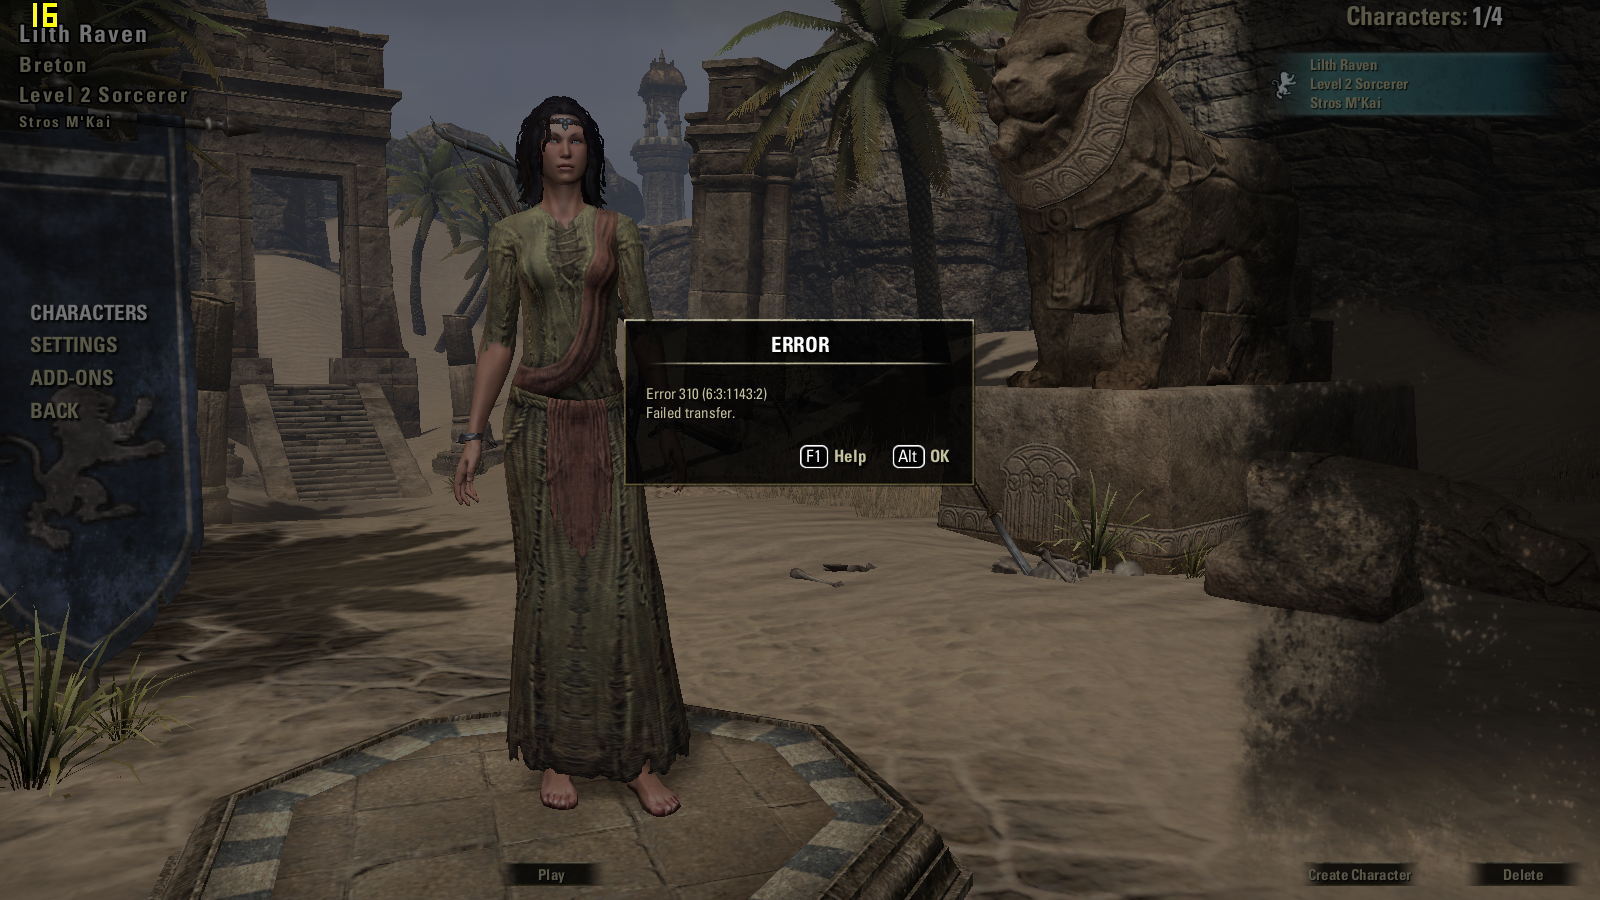 16
Lilth Raven
Breton
Level 2 Sorcerer
Stros M'Kai
Characters: 1/4
Lilth Raven
Level 2 Sorcerer
Stros M'Kai
CHARACTERS
SETTINGS
ADD-ONS
BACK
ERROR
Error 310 (6:3:1143:2)
Failed transfer.
F1 Help Alt OK
Play Create Character Delete